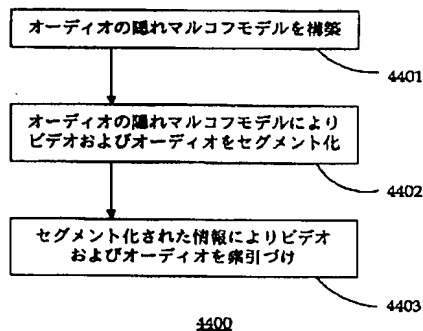 オーディオの隠れマルコフモデルを構築
4401
オーディオの隠れマルコフモデルにより
ビデオおよびオーディオをセグメント化
4402
セグメント化された情報によりビデオ
およびオーディオを索引づけ
4403
4400